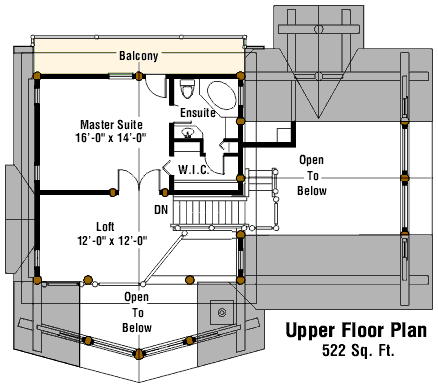 Balcony
Ensuite
Master Suite
16'-0" x 14'-0"
W.I.C.
Open
To
Below
DN
Loft
12'-0" x 12'-0"
Open
To
Below
Upper Floor Plan
522 Sq. Ft.